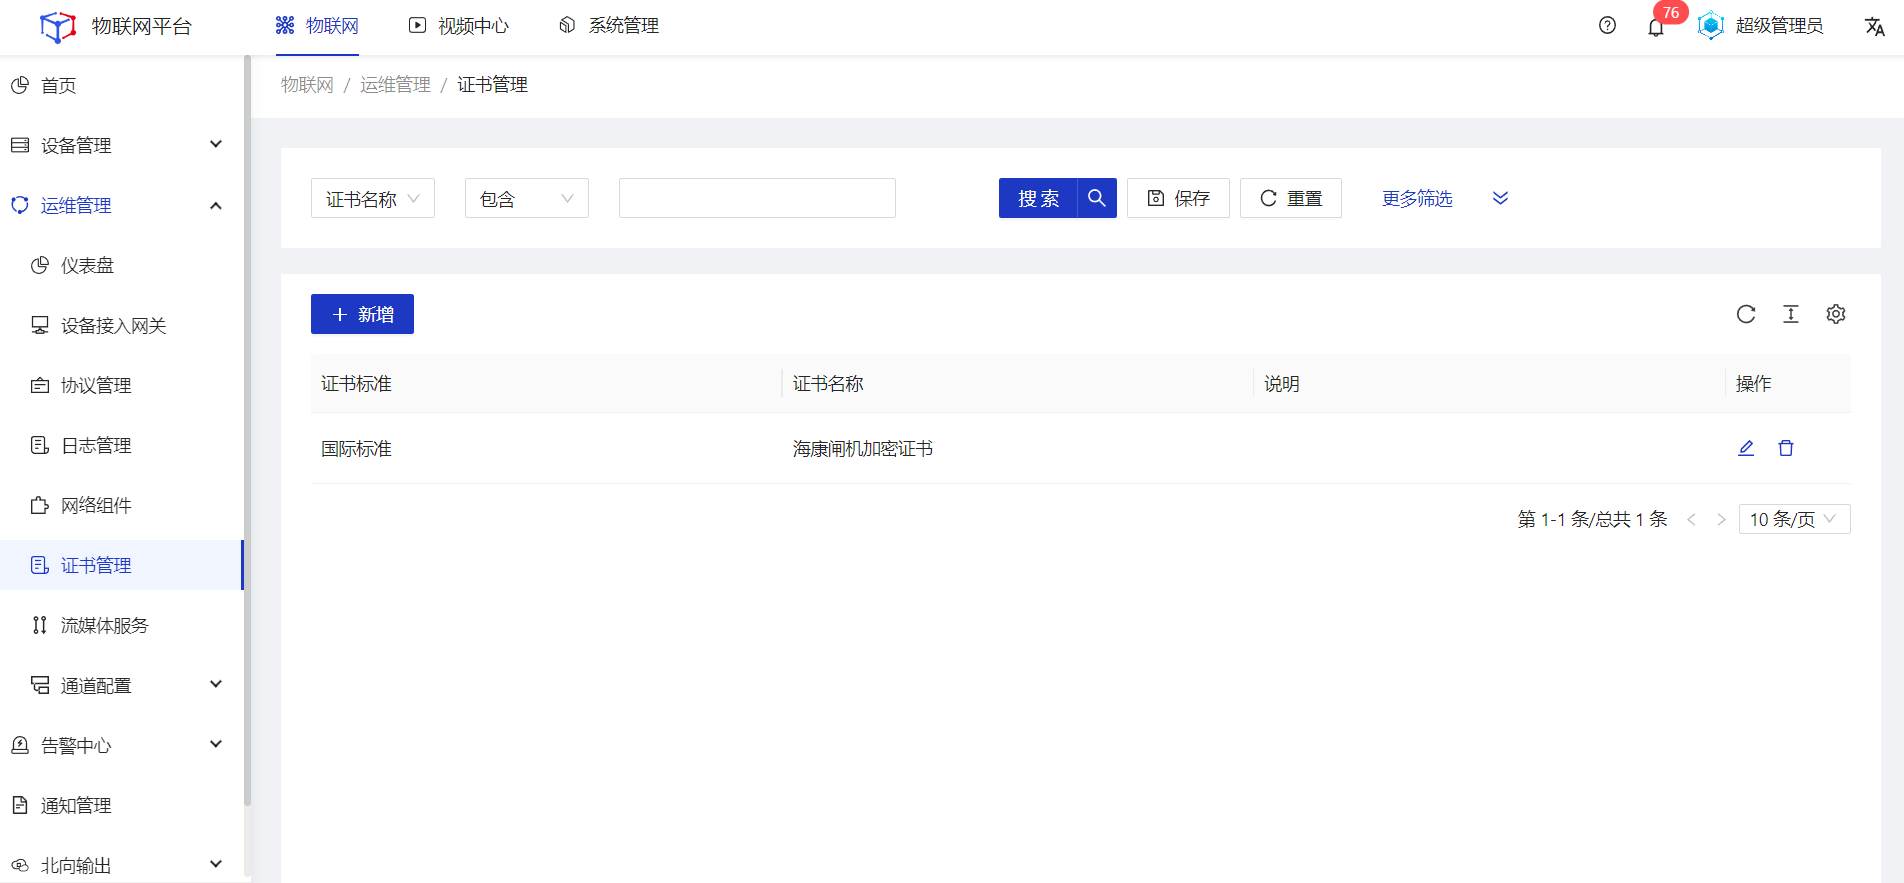 物联网平台
物联网
视频中心
系统管理
76
超级管理员
首页
设备管理
运维管理
仪表盘
设备接入网关
协议管理
日志管理
网络组件
证书管理
流媒体服务
通道配置
告警中心
通知管理
北向输出
物联网 / 运维管理 / 证书管理
证书名称
包含
搜 索
保存
重置
更多筛选
新增
证书标准 证书名称 说明 操作
国际标准 海康闸机加密证书
第 1-1 条/总共 1 条
10 条/页